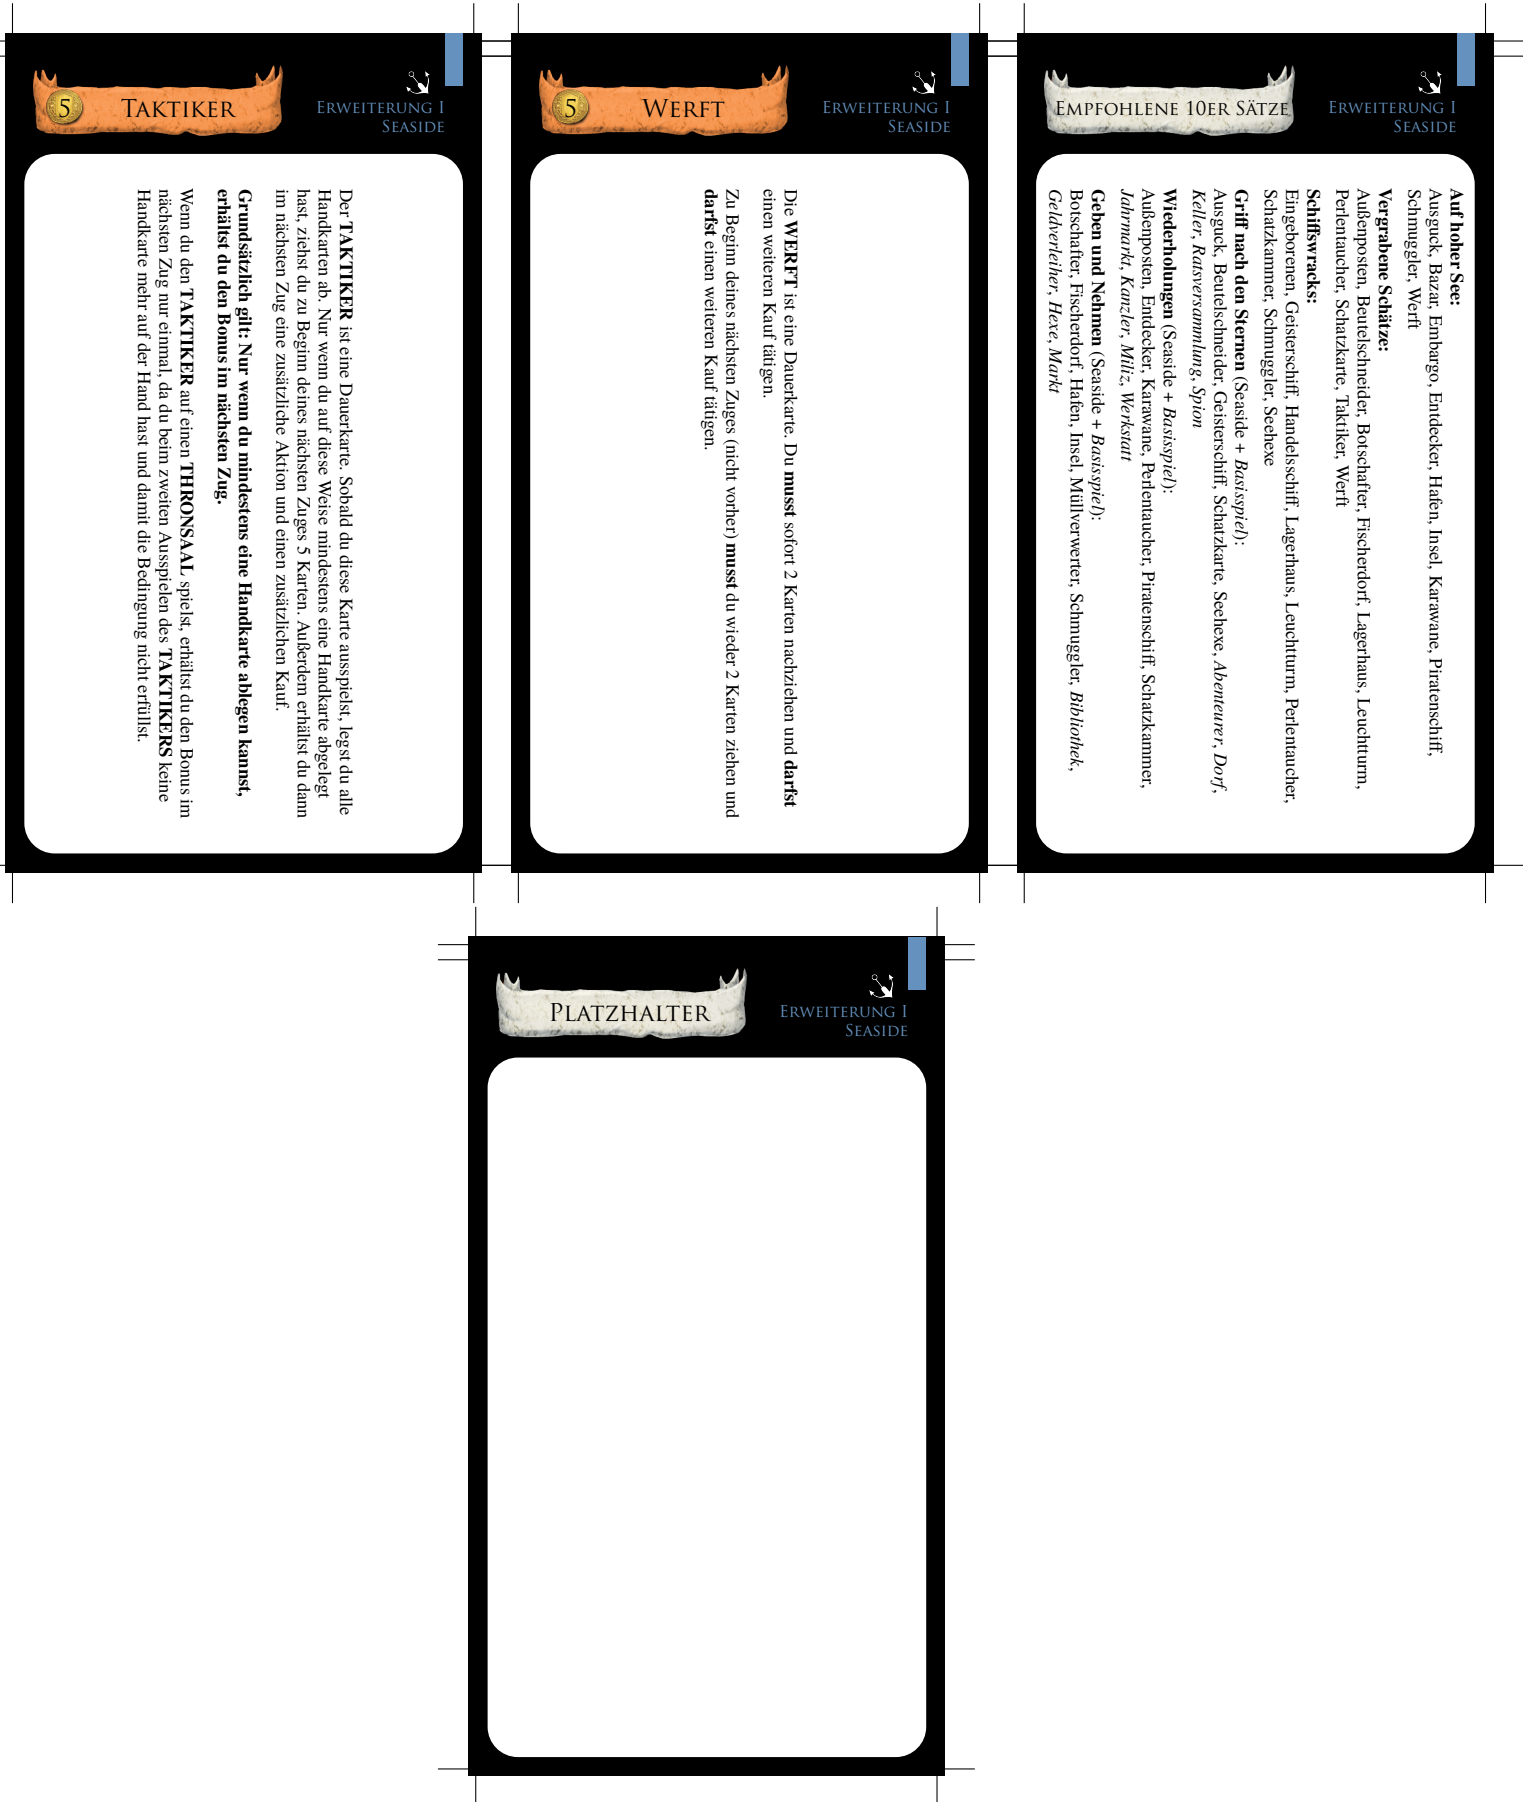 5
TAKTIKER
ERWEITERUNG I
SEASIDE
Der TAKTIKER ist eine Dauerkarte. Sobald du diese Karte ausspielst, legst du alle
Handkarten ab. Nur wenn du auf diese Weise mindestens eine Handkarte abgelegt
hast, ziehst du zu Beginn deines nächsten Zuges 5 Karten. Außerdem erhältst du dann
im nächsten Zug eine zusätzliche Aktion und einen zusätzlichen Kauf.
Grundsätzlich gilt: Nur wenn du mindestens eine Handkarte ablegen kannst,
erhältst du den Bonus im nächsten Zug.
Wenn du den TAKTIKER auf einen THRONSAAL spielst, erhältst du den Bonus im
nächsten Zug nur einmal, da du beim zweiten Ausspielen des TAKTIKERS keine
Handkarte mehr auf der Hand hast und damit die Bedingung nicht erfüllst.
5
WERFT
ERWEITERUNG I
SEASIDE
Die WERFT ist eine Dauerkarte. Du musst sofort 2 Karten nachziehen und darfst
einen weiteren Kauf tätigen.
Zu Beginn deines nächsten Zuges (nicht vorher) musst du wieder 2 Karten ziehen und
darfst einen weiteren Kauf tätigen.
EMPFOHLENE 10ER SÄTZE
ERWEITERUNG I
SEASIDE
Auf hoher See:
Ausguck, Bazar, Embargo, Entdecker, Hafen, Insel, Karawane, Piratenschiff,
Schmuggler, Werft
Vergrabene Schätze:
Außenposten, Beutelschneider, Botschafter, Fischerdorf, Lagerhaus, Leuchtturm,
Perlentaucher, Schatzkarte, Taktiker, Werft
Schiffswracks:
Eingeborenen, Geisterschiff, Handelsschiff, Lagerhaus, Leuchtturm, Perlentaucher,
Schatzkammer, Schmuggler, Seehexe
Griff nach den Sternen (Seaside + Basisspiel):
Ausguck, Beutelschneider, Geisterschiff, Schatzkarte, Seehexe, Abenteurer, Dorf,
Keller, Ratsversammlung, Spion
Wiederholungen (Seaside + Basisspiel):
Außenposten, Entdecker, Karawane, Perlentaucher, Piratenschiff, Schatzkammer,
Jahrmarkt, Kanzler, Miliz, Werkstatt
Geben und Nehmen (Seaside + Basisspiel):
Botschafter, Fischerdorf, Hafen, Insel, Müllverwerter, Schmuggler, Bibliothek,
Geldverleiher, Hexe, Markt
PLATZHALTER
ERWEITERUNG I
SEASIDE